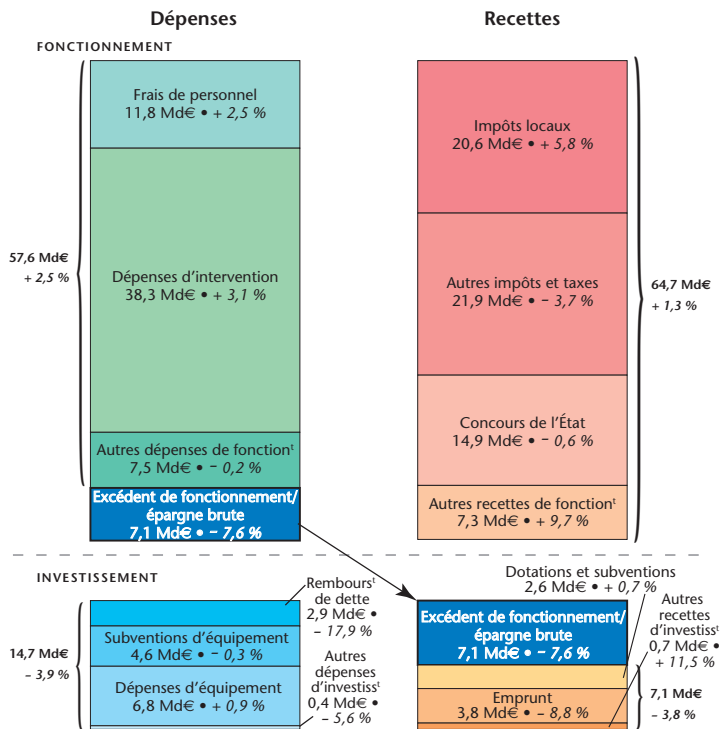 Dépenses
Recettes
FONCTIONNEMENT
Frais de personnel
11,8 Md€ • + 2,5 %
Dépenses d’intervention
38,3 Md€ • + 3,1 %
57,6 Md€
+ 2,5 %
Autres dépenses de fonctionᵗ
7,5 Md€ • – 0,2 %
Excédent de fonctionnement/
épargne brute
7,1 Md€ • – 7,6 %
Impôts locaux
20,6 Md€ • + 5,8 %
Autres impôts et taxes
21,9 Md€ • – 3,7 %
64,7 Md€
+ 1,3 %
Concours de l’État
14,9 Md€ • – 0,6 %
Autres recettes de fonctionᵗ
7,3 Md€ • + 9,7 %
INVESTISSEMENT
Remboursᵗ
de dette
2,9 Md€ •
– 17,9 %
Subventions d’équipement
4,6 Md€ • – 0,3 %
14,7 Md€
– 3,9 %
Dépenses d’équipement
6,8 Md€ • + 0,9 %
Autres
dépenses
d’investissᵗ
0,4 Md€ •
– 5,6 %
Dotations et subventions
2,6 Md€ • + 0,7 %
Excédent de fonctionnement/
épargne brute
7,1 Md€ • – 7,6 %
Autres
recettes
d’investissᵗ
0,7 Md€ •
+ 11,5 %
Emprunt
3,8 Md€ • – 8,8 %
7,1 Md€
– 3,8 %